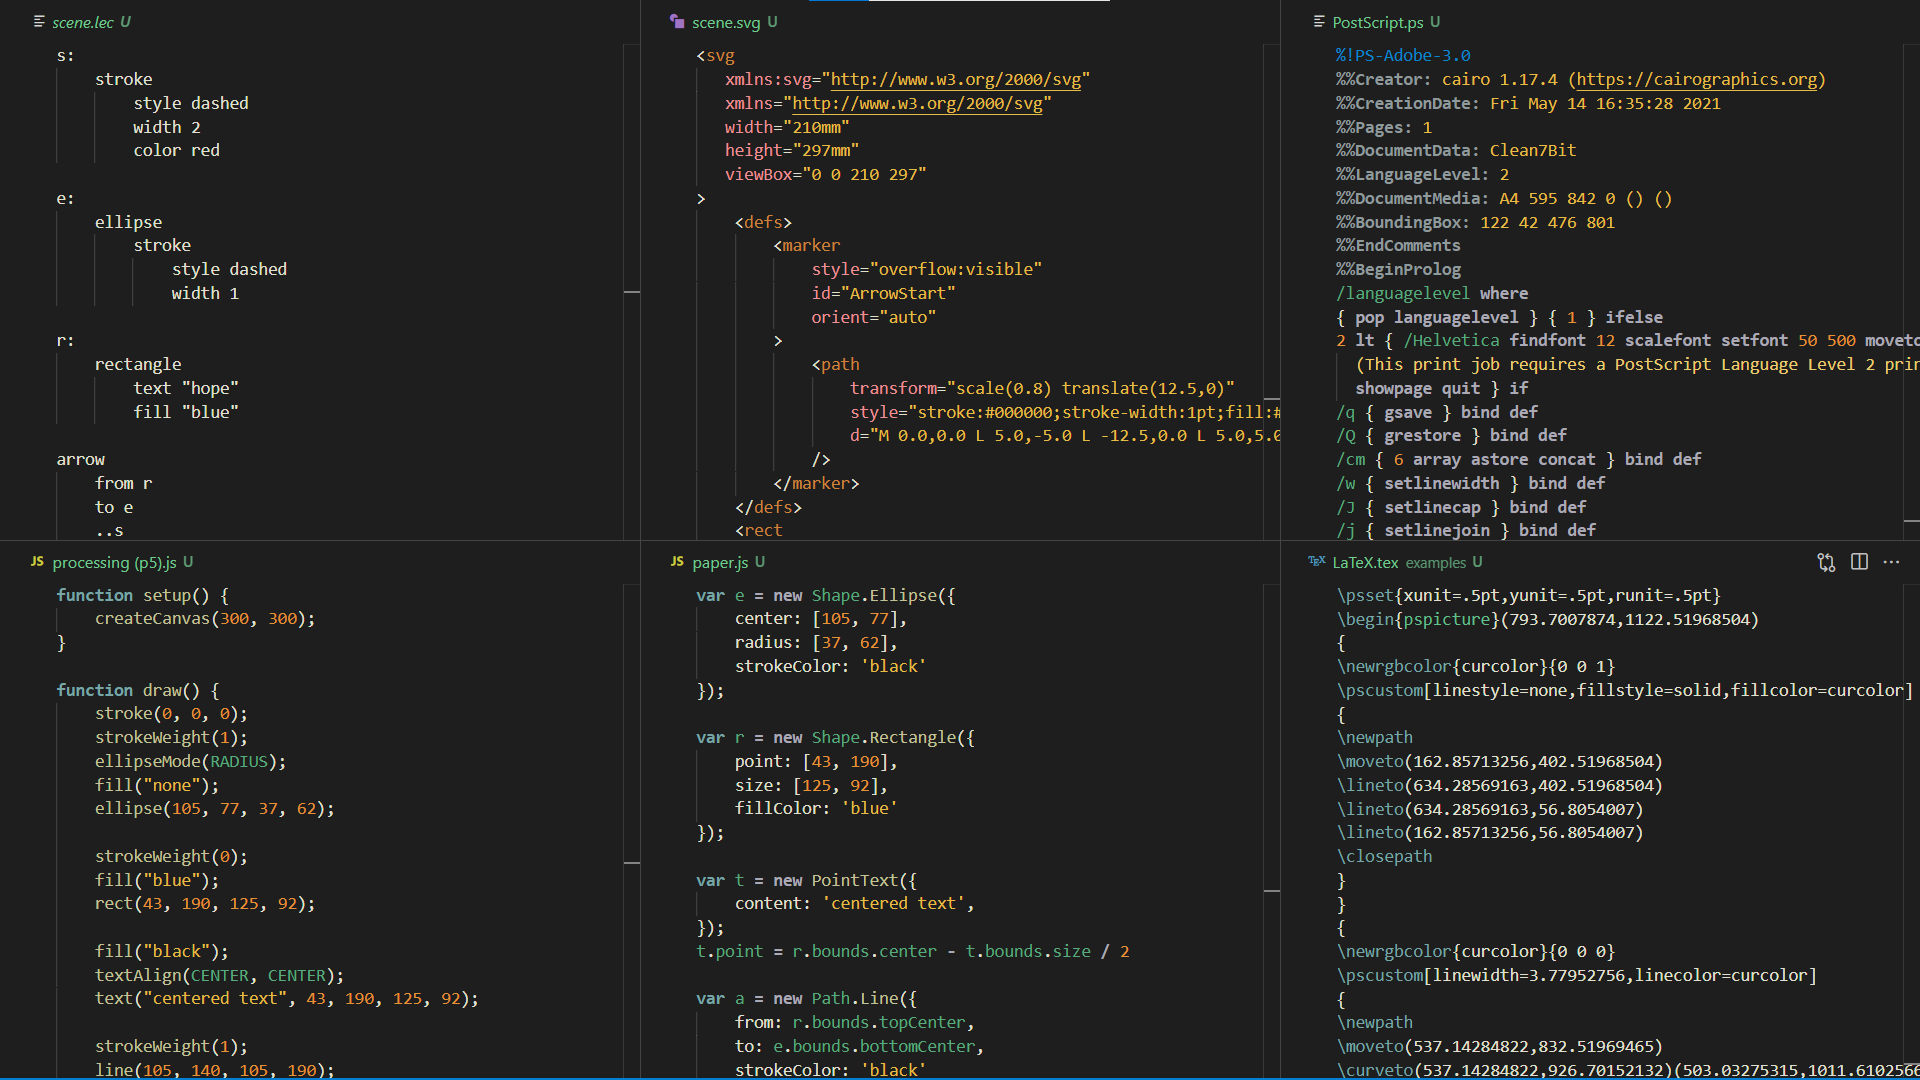 scene.lec U
s:
stroke
style dashed
width 2
color red
e:
ellipse
stroke
style dashed
width 1
r:
rectangle
text "hope"
fill "blue"
arrow
from r
to e
..s
scene.svg U
<svg
xmlns:svg="http://www.w3.org/2000/svg"
xmlns="http://www.w3.org/2000/svg"
width="210mm"
height="297mm"
viewBox="0 0 210 297"
>
<defs>
<marker
style="overflow:visible"
id="ArrowStart"
orient="auto"
>
<path
transform="scale(0.8) translate(12.5,0)"
style="stroke:#000000;stroke-width:1pt;fill:#
d="M 0.0,0.0 L 5.0,-5.0 L -12.5,0.0 L 5.0,5.0
/>
</marker>
</defs>
<rect
PostScript.ps U
%!PS-Adobe-3.0
%%Creator: cairo 1.17.4 (https://cairographics.org)
%%CreationDate: Fri May 14 16:35:28 2021
%%Pages: 1
%%DocumentData: Clean7Bit
%%LanguageLevel: 2
%%DocumentMedia: A4 595 842 0 () ()
%%BoundingBox: 122 42 476 801
%%EndComments
%%BeginProlog
/languagelevel where
{ pop languagelevel } { 1 } ifelse
2 lt { /Helvetica findfont 12 scalefont setfont 50 500 moveto
(This print job requires a PostScript Language Level 2 prin
showpage quit } if
/q { gsave } bind def
/Q { grestore } bind def
/cm { 6 array astore concat } bind def
/w { setlinewidth } bind def
/J { setlinecap } bind def
/j { setlinejoin } bind def
JS processing (p5).js U
function setup() {
createCanvas(300, 300);
}
function draw() {
stroke(0, 0, 0);
strokeWeight(1);
ellipseMode(RADIUS);
fill("none");
ellipse(105, 77, 37, 62);
strokeWeight(0);
fill("blue");
rect(43, 190, 125, 92);
fill("black");
textAlign(CENTER, CENTER);
text("centered text", 43, 190, 125, 92);
strokeWeight(1);
line(105, 140, 105, 190);
JS paper.js U
var e = new Shape.Ellipse({
center: [105, 77],
radius: [37, 62],
strokeColor: 'black'
});
var r = new Shape.Rectangle({
point: [43, 190],
size: [125, 92],
fillColor: 'blue'
});
var t = new PointText({
content: 'centered text',
});
t.point = r.bounds.center - t.bounds.size / 2
var a = new Path.Line({
from: r.bounds.topCenter,
to: e.bounds.bottomCenter,
strokeColor: 'black'
TEX LaTeX.tex examples U
\psset{xunit=.5pt,yunit=.5pt,runit=.5pt}
\begin{pspicture}(793.7007874,1122.51968504)
{
\newrgbcolor{curcolor}{0 0 1}
\pscustom[linestyle=none,fillstyle=solid,fillcolor=curcolor]
{
\newpath
\moveto(162.85713256,402.51968504)
\lineto(634.28569163,402.51968504)
\lineto(634.28569163,56.8054007)
\lineto(162.85713256,56.8054007)
\closepath
}
}
{
\newrgbcolor{curcolor}{0 0 0}
\pscustom[linewidth=3.77952756,linecolor=curcolor]
{
\newpath
\moveto(537.14284822,832.51969465)
\curveto(537.14284822,926.70152132)(503.03275315,1011.6102566